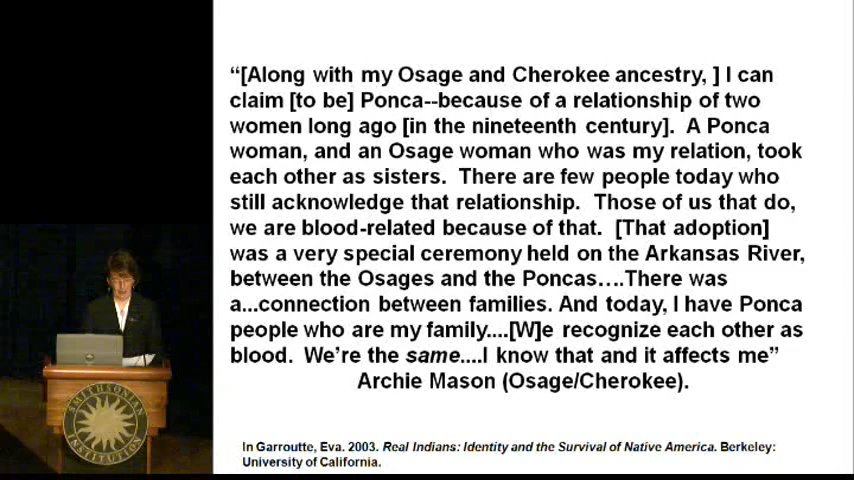 “[Along with my Osage and Cherokee ancestry, ] I can
claim [to be] Ponca--because of a relationship of two
women long ago [in the nineteenth century].  A Ponca
woman, and an Osage woman who was my relation, took
each other as sisters.  There are few people today who
still acknowledge that relationship.  Those of us that do,
we are blood-related because of that.  [That adoption]
was a very special ceremony held on the Arkansas River,
between the Osages and the Poncas….There was
a...connection between families. And today, I have Ponca
people who are my family....[W]e recognize each other as
blood.  We’re the same....I know that and it affects me”
Archie Mason (Osage/Cherokee).
In Garroutte, Eva. 2003. Real Indians: Identity and the Survival of Native America. Berkeley:
University of California.
SMITHSONIAN
INSTITUTION